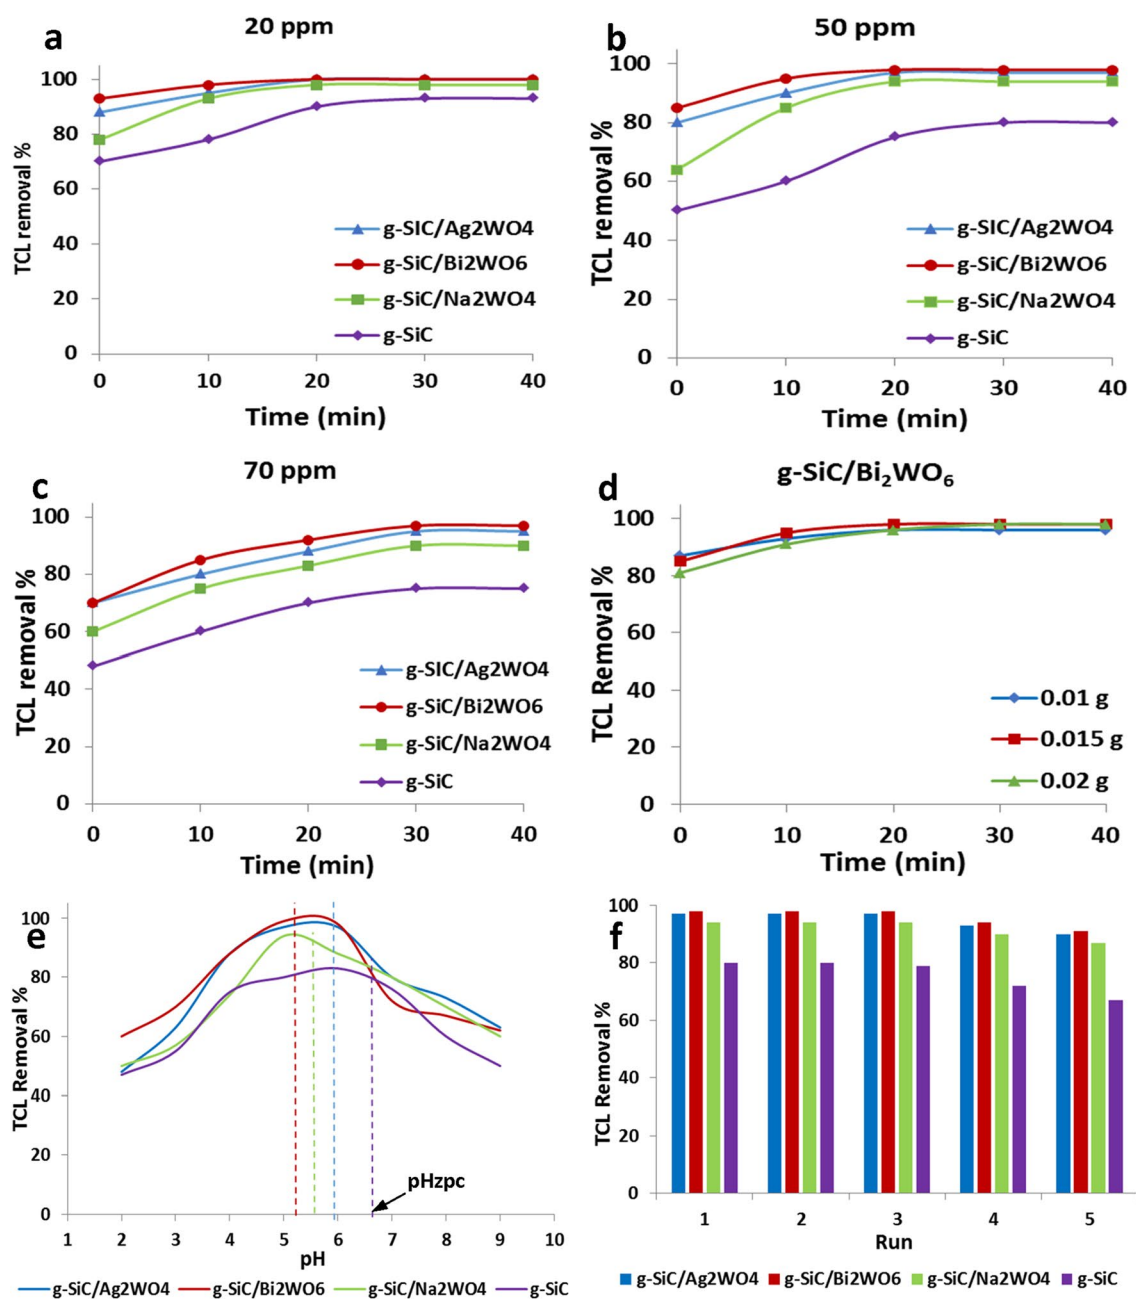 a
20 ppm
100
80
60
40
20
0
TCL removal %
g-SIC/Ag2WO4
g-SiC/Bi2WO6
g-SiC/Na2WO4
g-SiC
0 10 20 30 40
Time (min)
b
50 ppm
100
80
60
40
20
0
TCL removal %
g-SIC/Ag2WO4
g-SiC/Bi2WO6
g-SiC/Na2WO4
g-SiC
0 10 20 30 40
Time (min)
c
70 ppm
100
80
60
40
20
0
TCL removal %
g-SIC/Ag2WO4
g-SiC/Bi2WO6
g-SiC/Na2WO4
g-SiC
0 10 20 30 40
Time (min)
d
g-SiC/Bi₂WO₆
100
80
60
40
20
0
TCL Removal %
0.01 g
0.015 g
0.02 g
0 10 20 30 40
Time (min)
e
100
80
60
40
20
0
TCL Removal %
pHzpc
1 2 3 4 5 6 7 8 9 10
pH
g-SiC/Ag2WO4 g-SiC/Bi2WO6 g-SiC/Na2WO4 g-SiC
f
100
80
60
40
20
0
TCL Removal %
1 2 3 4 5
Run
g-SiC/Ag2WO4 g-SiC/Bi2WO6 g-SiC/Na2WO4 g-SiC